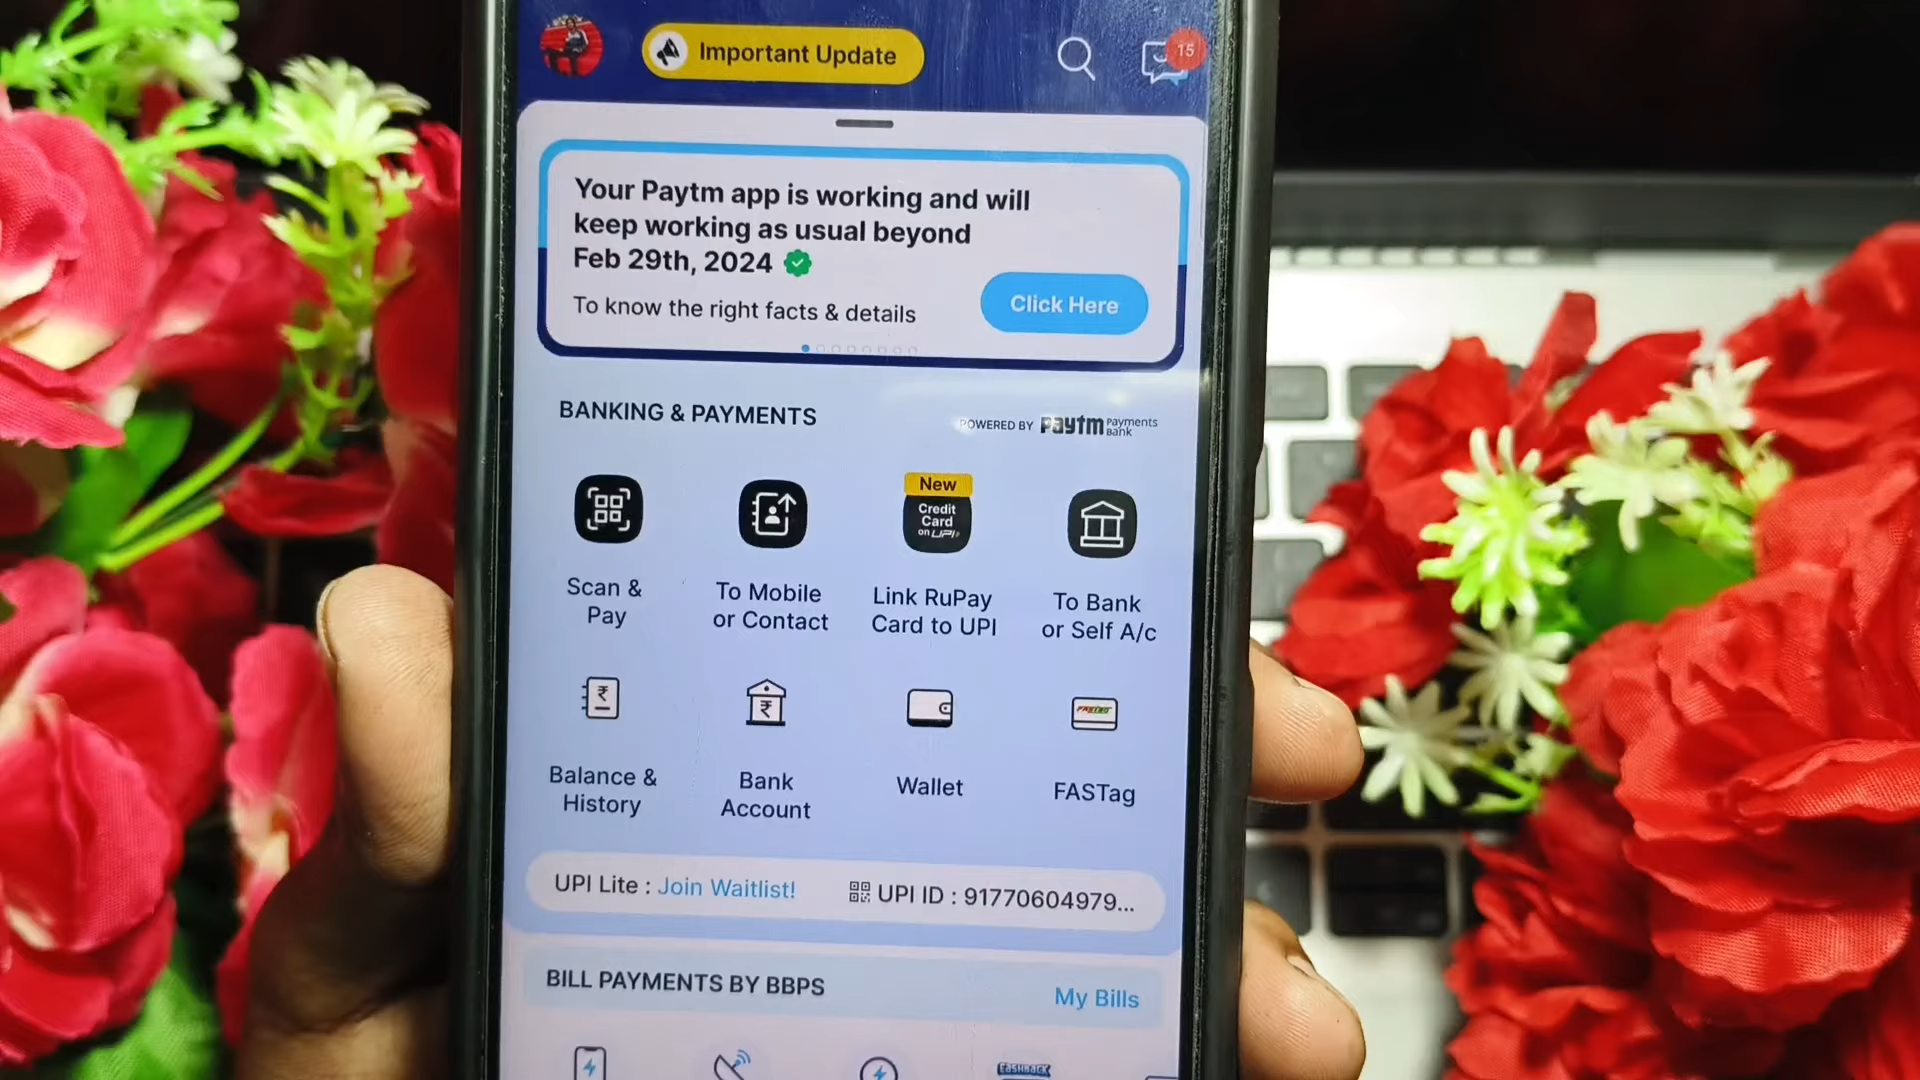 Important Update
15
Your Paytm app is working and will
keep working as usual beyond
Feb 29th, 2024
To know the right facts & details
Click Here
BANKING & PAYMENTS
POWERED BY Paytm Payments Bank
New
Credit
Card
on UPI
Scan &
Pay
To Mobile
or Contact
Link RuPay
Card to UPI
To Bank
or Self A/c
FASTag
Balance &
History
Bank
Account
Wallet
FASTag
UPI Lite : Join Waitlist!
UPI ID : 91770604979...
BILL PAYMENTS BY BBPS
My Bills
CASHBACK